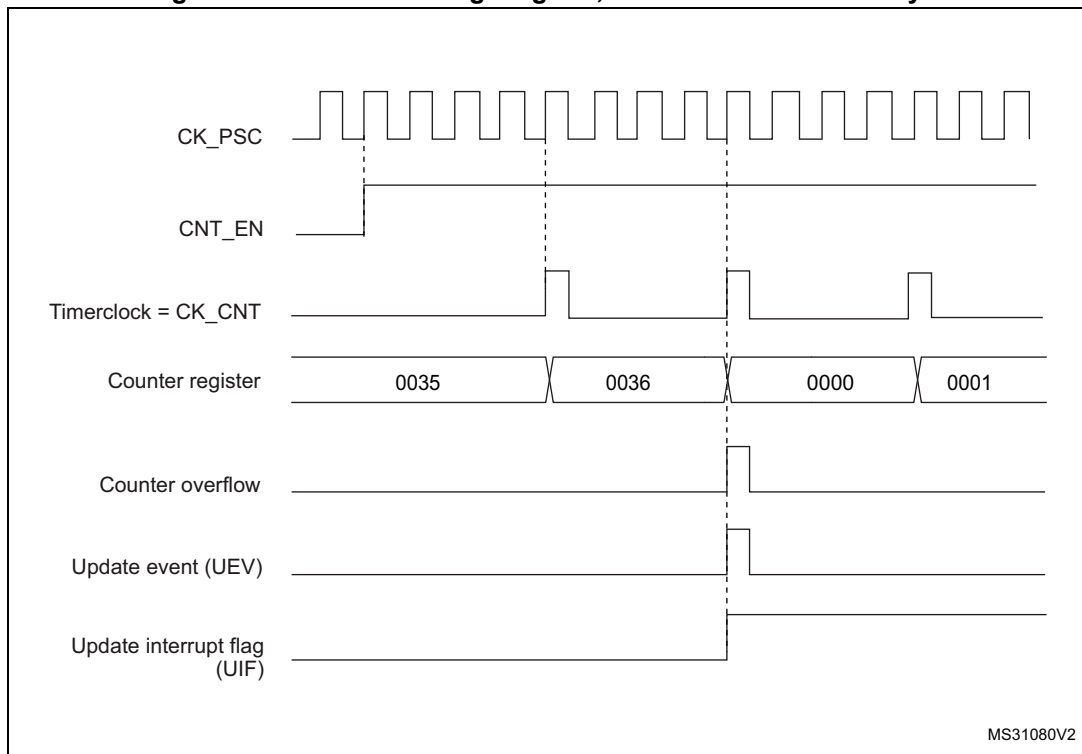 CK_PSC
CNT_EN
Timerclock = CK_CNT
Counter register
0035
0036
0000
0001
Counter overflow
Update event (UEV)
Update interrupt flag
(UIF)
MS31080V2